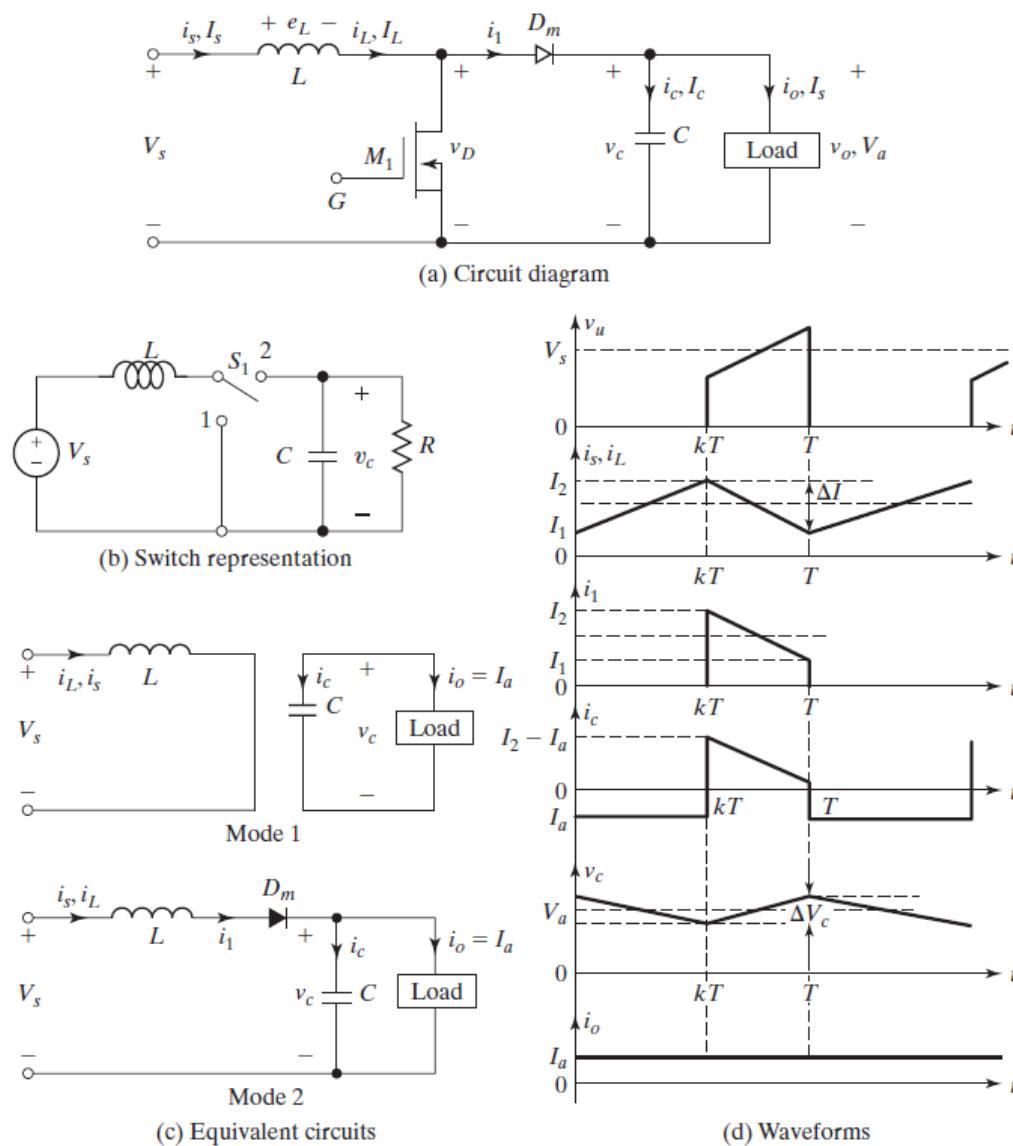 i_s, I_s + e_L − i_L, I_L i_1 D_m
L
+ + + i_c, I_c i_o, I_s +
V_s M_1 v_D v_c C Load v_o, V_a
G
− − − −
(a) Circuit diagram
L S_1 2
+ − V_s 1 C + v_c − R
(b) Switch representation
+ i_L, i_s L i_c + i_o = I_a
V_s C v_c Load
− −
Mode 1
i_s, i_L D_m
+ L i_1 + i_c i_o = I_a
V_s v_c C Load
− −
Mode 2
(c) Equivalent circuits
v_u
V_s
0 t
kT T
i_s, i_L
I_2 ΔI
I_1
0 t
kT T
i_1
I_2
I_1
0 t
kT T
i_c
I_2 − I_a
0 t
kT T
I_a
v_c
V_a ΔV_c
0 t
kT T
i_o
I_a
0 t
(d) Waveforms